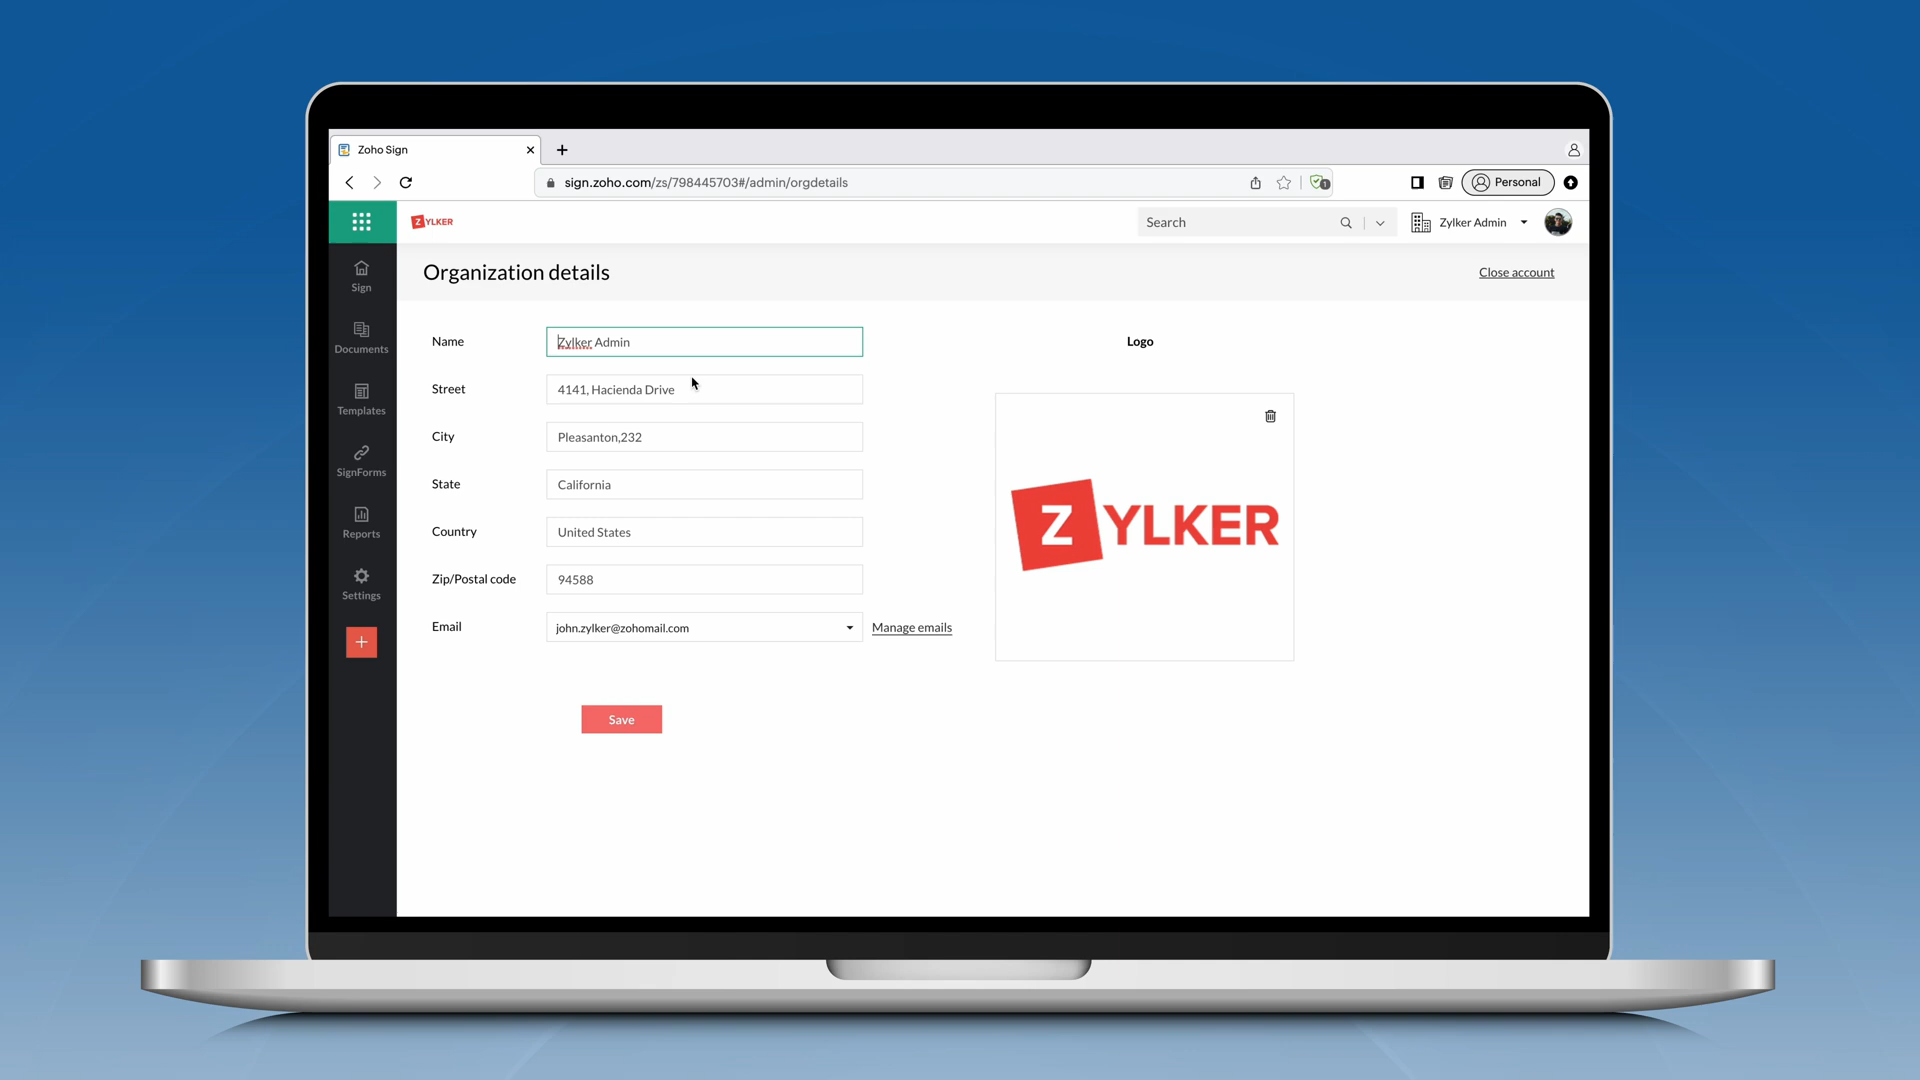 Zoho Sign
sign.zoho.com/zs/798445703#/admin/orgdetails
1
Personal
ZYLKER
Search
Zylker Admin
Organization details
Close account
Sign
Documents
Templates
SignForms
Reports
Settings
Name
Zylker Admin
Logo
Street
4141, Hacienda Drive
City
Pleasanton,232
State
California
Country
United States
Zip/Postal code
94588
Email
john.zylker@zohomail.com
Manage emails
ZYLKER
Save